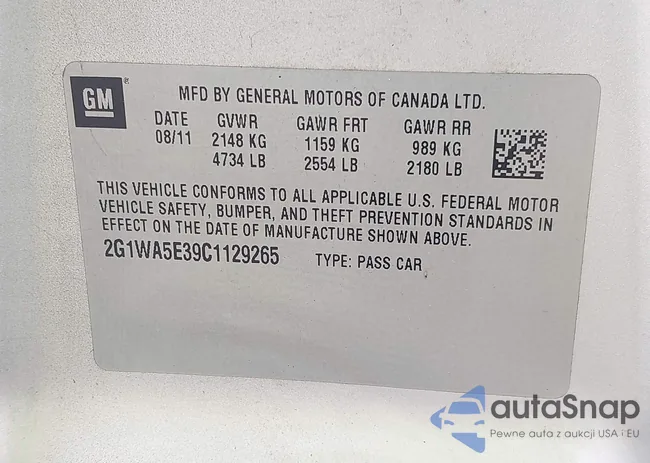 GM
MFD BY GENERAL MOTORS OF CANADA LTD.
DATE GVWR GAWR FRT GAWR RR
08/11 2148 KG 1159 KG 989 KG
4734 LB 2554 LB 2180 LB
THIS VEHICLE CONFORMS TO ALL APPLICABLE U.S. FEDERAL MOTOR
VEHICLE SAFETY, BUMPER, AND THEFT PREVENTION STANDARDS IN
EFFECT ON THE DATE OF MANUFACTURE SHOWN ABOVE.
2G1WA5E39C1129265 TYPE: PASS CAR
autaSnap
Pewne auta z aukcji USA i EU